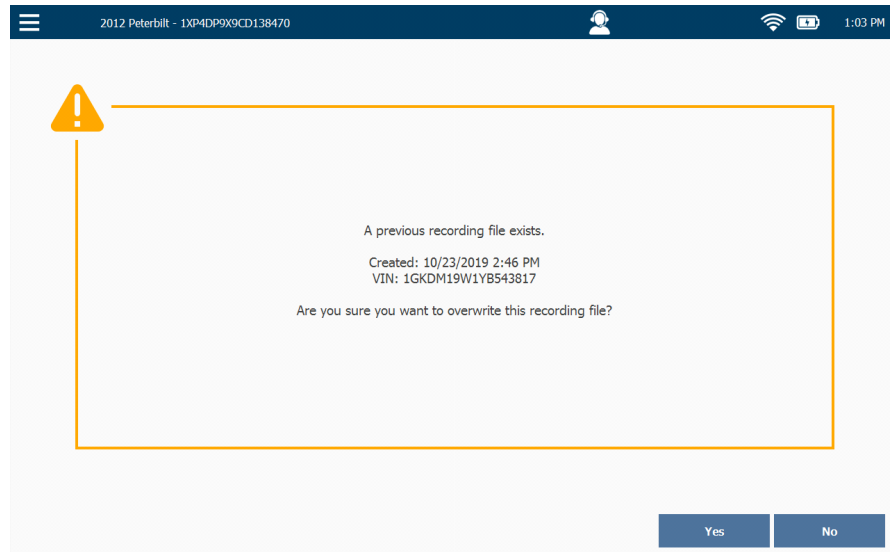 2012 Peterbilt - 1XP4DP9X9CD138470
1:03 PM
A previous recording file exists.
Created: 10/23/2019 2:46 PM
VIN: 1GKDM19W1YB543817
Are you sure you want to overwrite this recording file?
Yes
No